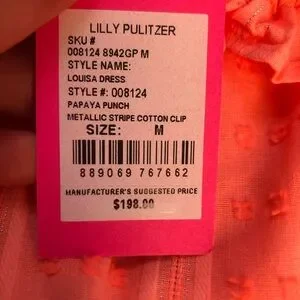 LILLY PULITZER
SKU #
008124 8942GP M
STYLE NAME:
LOUISA DRESS
STYLE #: 008124
PAPAYA PUNCH
METALLIC STRIPE COTTON CLIP
SIZE: M
889069 767662
MANUFACTURER'S SUGGESTED PRICE
$198.00